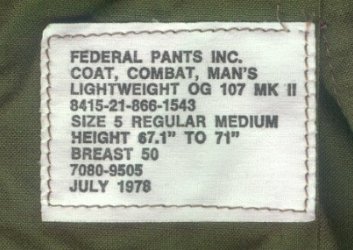 FEDERAL PANTS INC.
COAT, COMBAT, MAN'S
LIGHTWEIGHT OG 107 MK II
8415-21-866-1543
SIZE 5 REGULAR MEDIUM
HEIGHT 67.1" TO 71"
BREAST 50
7080-9505
JULY 1978